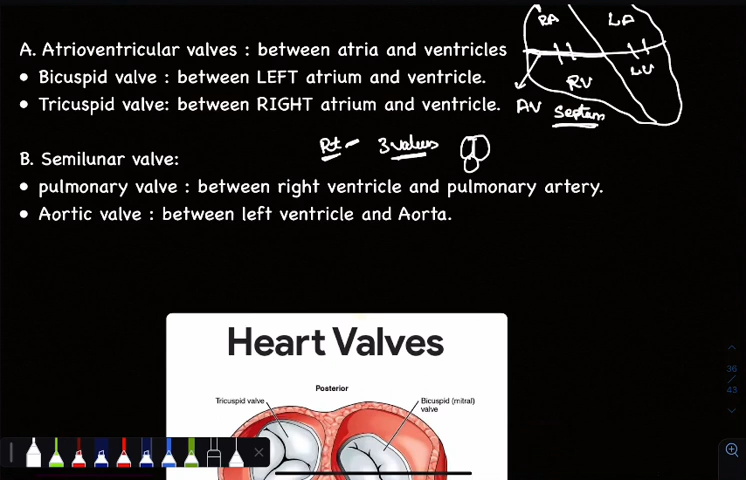 RA LA
A. Atrioventricular valves : between atria and ventricles
• Bicuspid valve : between LEFT atrium and ventricle.
RV LV
• Tricuspid valve: between RIGHT atrium and ventricle.
AV Septum
Rt - 3 valves
B. Semilunar valve:
• pulmonary valve : between right ventricle and pulmonary artery.
• Aortic valve : between left ventricle and Aorta.
Heart Valves
Posterior
Tricuspid valve
Bicuspid (mitral)
valve
36
/
43